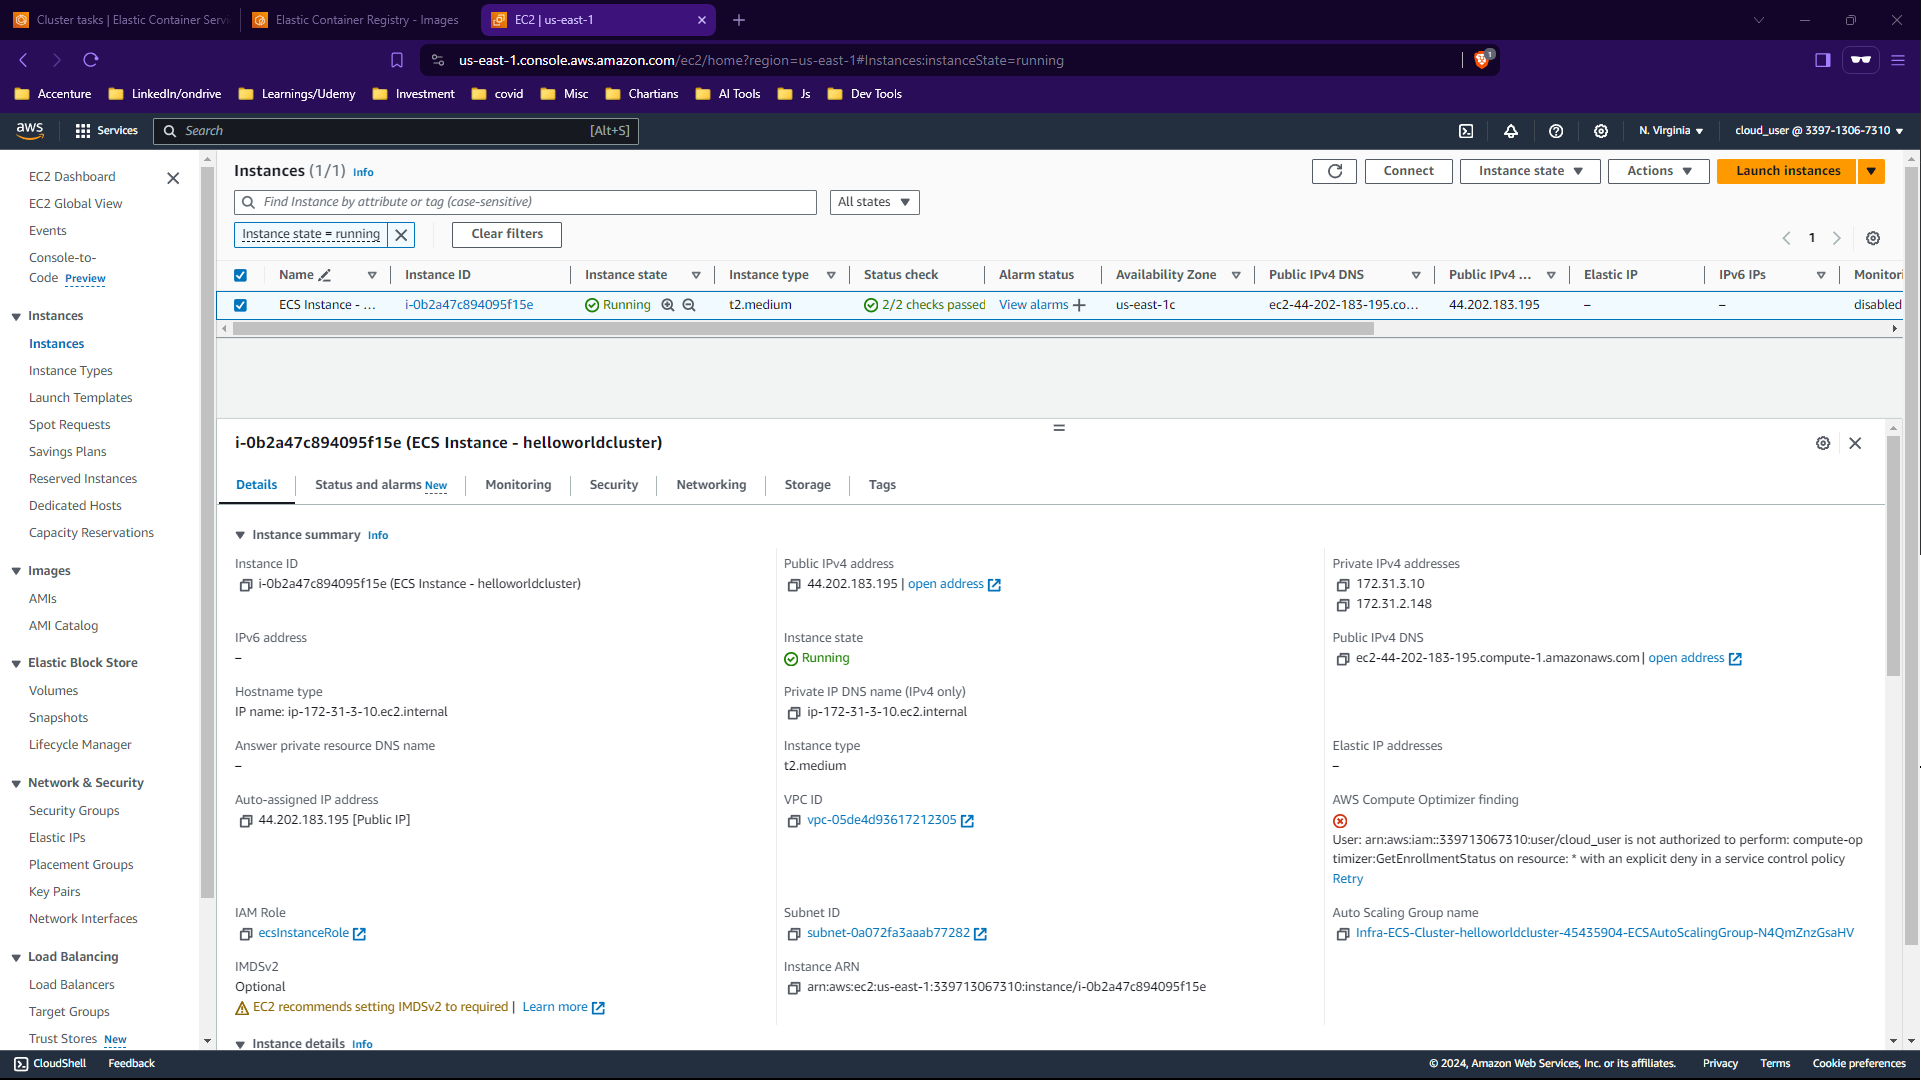 Cluster tasks | Elastic Container Servi
Elastic Container Registry - Images
EC2 | us-east-1
us-east-1.console.aws.amazon.com/ec2/home?region=us-east-1#Instances:instanceState=running
1
Accenture
LinkedIn/ondrive
Learnings/Udemy
Investment
covid
Misc
Chartians
AI Tools
Js
Dev Tools
aws
Services
Search
[Alt+S]
N. Virginia
cloud_user @ 3397-1306-7310
EC2 Dashboard
EC2 Global View
Events
Console-to-
Code Preview
Instances
Instances
Instance Types
Launch Templates
Spot Requests
Savings Plans
Reserved Instances
Dedicated Hosts
Capacity Reservations
Images
AMIs
AMI Catalog
Elastic Block Store
Volumes
Snapshots
Lifecycle Manager
Network & Security
Security Groups
Elastic IPs
Placement Groups
Key Pairs
Network Interfaces
Load Balancing
Load Balancers
Target Groups
Trust Stores New
Instances (1/1) Info
Connect
Instance state
Actions
Launch instances
Find Instance by attribute or tag (case-sensitive)
All states
Instance state = running
Clear filters
1
Name Instance ID Instance state Instance type Status check Alarm status Availability Zone Public IPv4 DNS Public IPv4 ... Elastic IP IPv6 IPs Monitori
ECS Instance - ... i-0b2a47c894095f15e Running t2.medium 2/2 checks passed View alarms + us-east-1c ec2-44-202-183-195.co... 44.202.183.195 – – disabled
i-0b2a47c894095f15e (ECS Instance - helloworldcluster)
Details
Status and alarms New
Monitoring
Security
Networking
Storage
Tags
Instance summary Info
Instance ID
i-0b2a47c894095f15e (ECS Instance - helloworldcluster)
Public IPv4 address
44.202.183.195 | open address
Private IPv4 addresses
172.31.3.10
172.31.2.148
IPv6 address
–
Instance state
Running
Public IPv4 DNS
ec2-44-202-183-195.compute-1.amazonaws.com | open address
Hostname type
IP name: ip-172-31-3-10.ec2.internal
Private IP DNS name (IPv4 only)
ip-172-31-3-10.ec2.internal
Answer private resource DNS name
–
Instance type
t2.medium
Elastic IP addresses
–
Auto-assigned IP address
44.202.183.195 [Public IP]
VPC ID
vpc-05de4d93617212305
AWS Compute Optimizer finding
User: arn:aws:iam::339713067310:user/cloud_user is not authorized to perform: compute-op
timizer:GetEnrollmentStatus on resource: * with an explicit deny in a service control policy
Retry
IAM Role
ecsInstanceRole
Subnet ID
subnet-0a072fa3aaab77282
Auto Scaling Group name
Infra-ECS-Cluster-helloworldcluster-45435904-ECSAutoScalingGroup-N4QmZnzGsaHV
IMDSv2
Optional
EC2 recommends setting IMDSv2 to required | Learn more
Instance ARN
arn:aws:ec2:us-east-1:339713067310:instance/i-0b2a47c894095f15e
Instance details Info
CloudShell
Feedback
© 2024, Amazon Web Services, Inc. or its affiliates.
Privacy
Terms
Cookie preferences